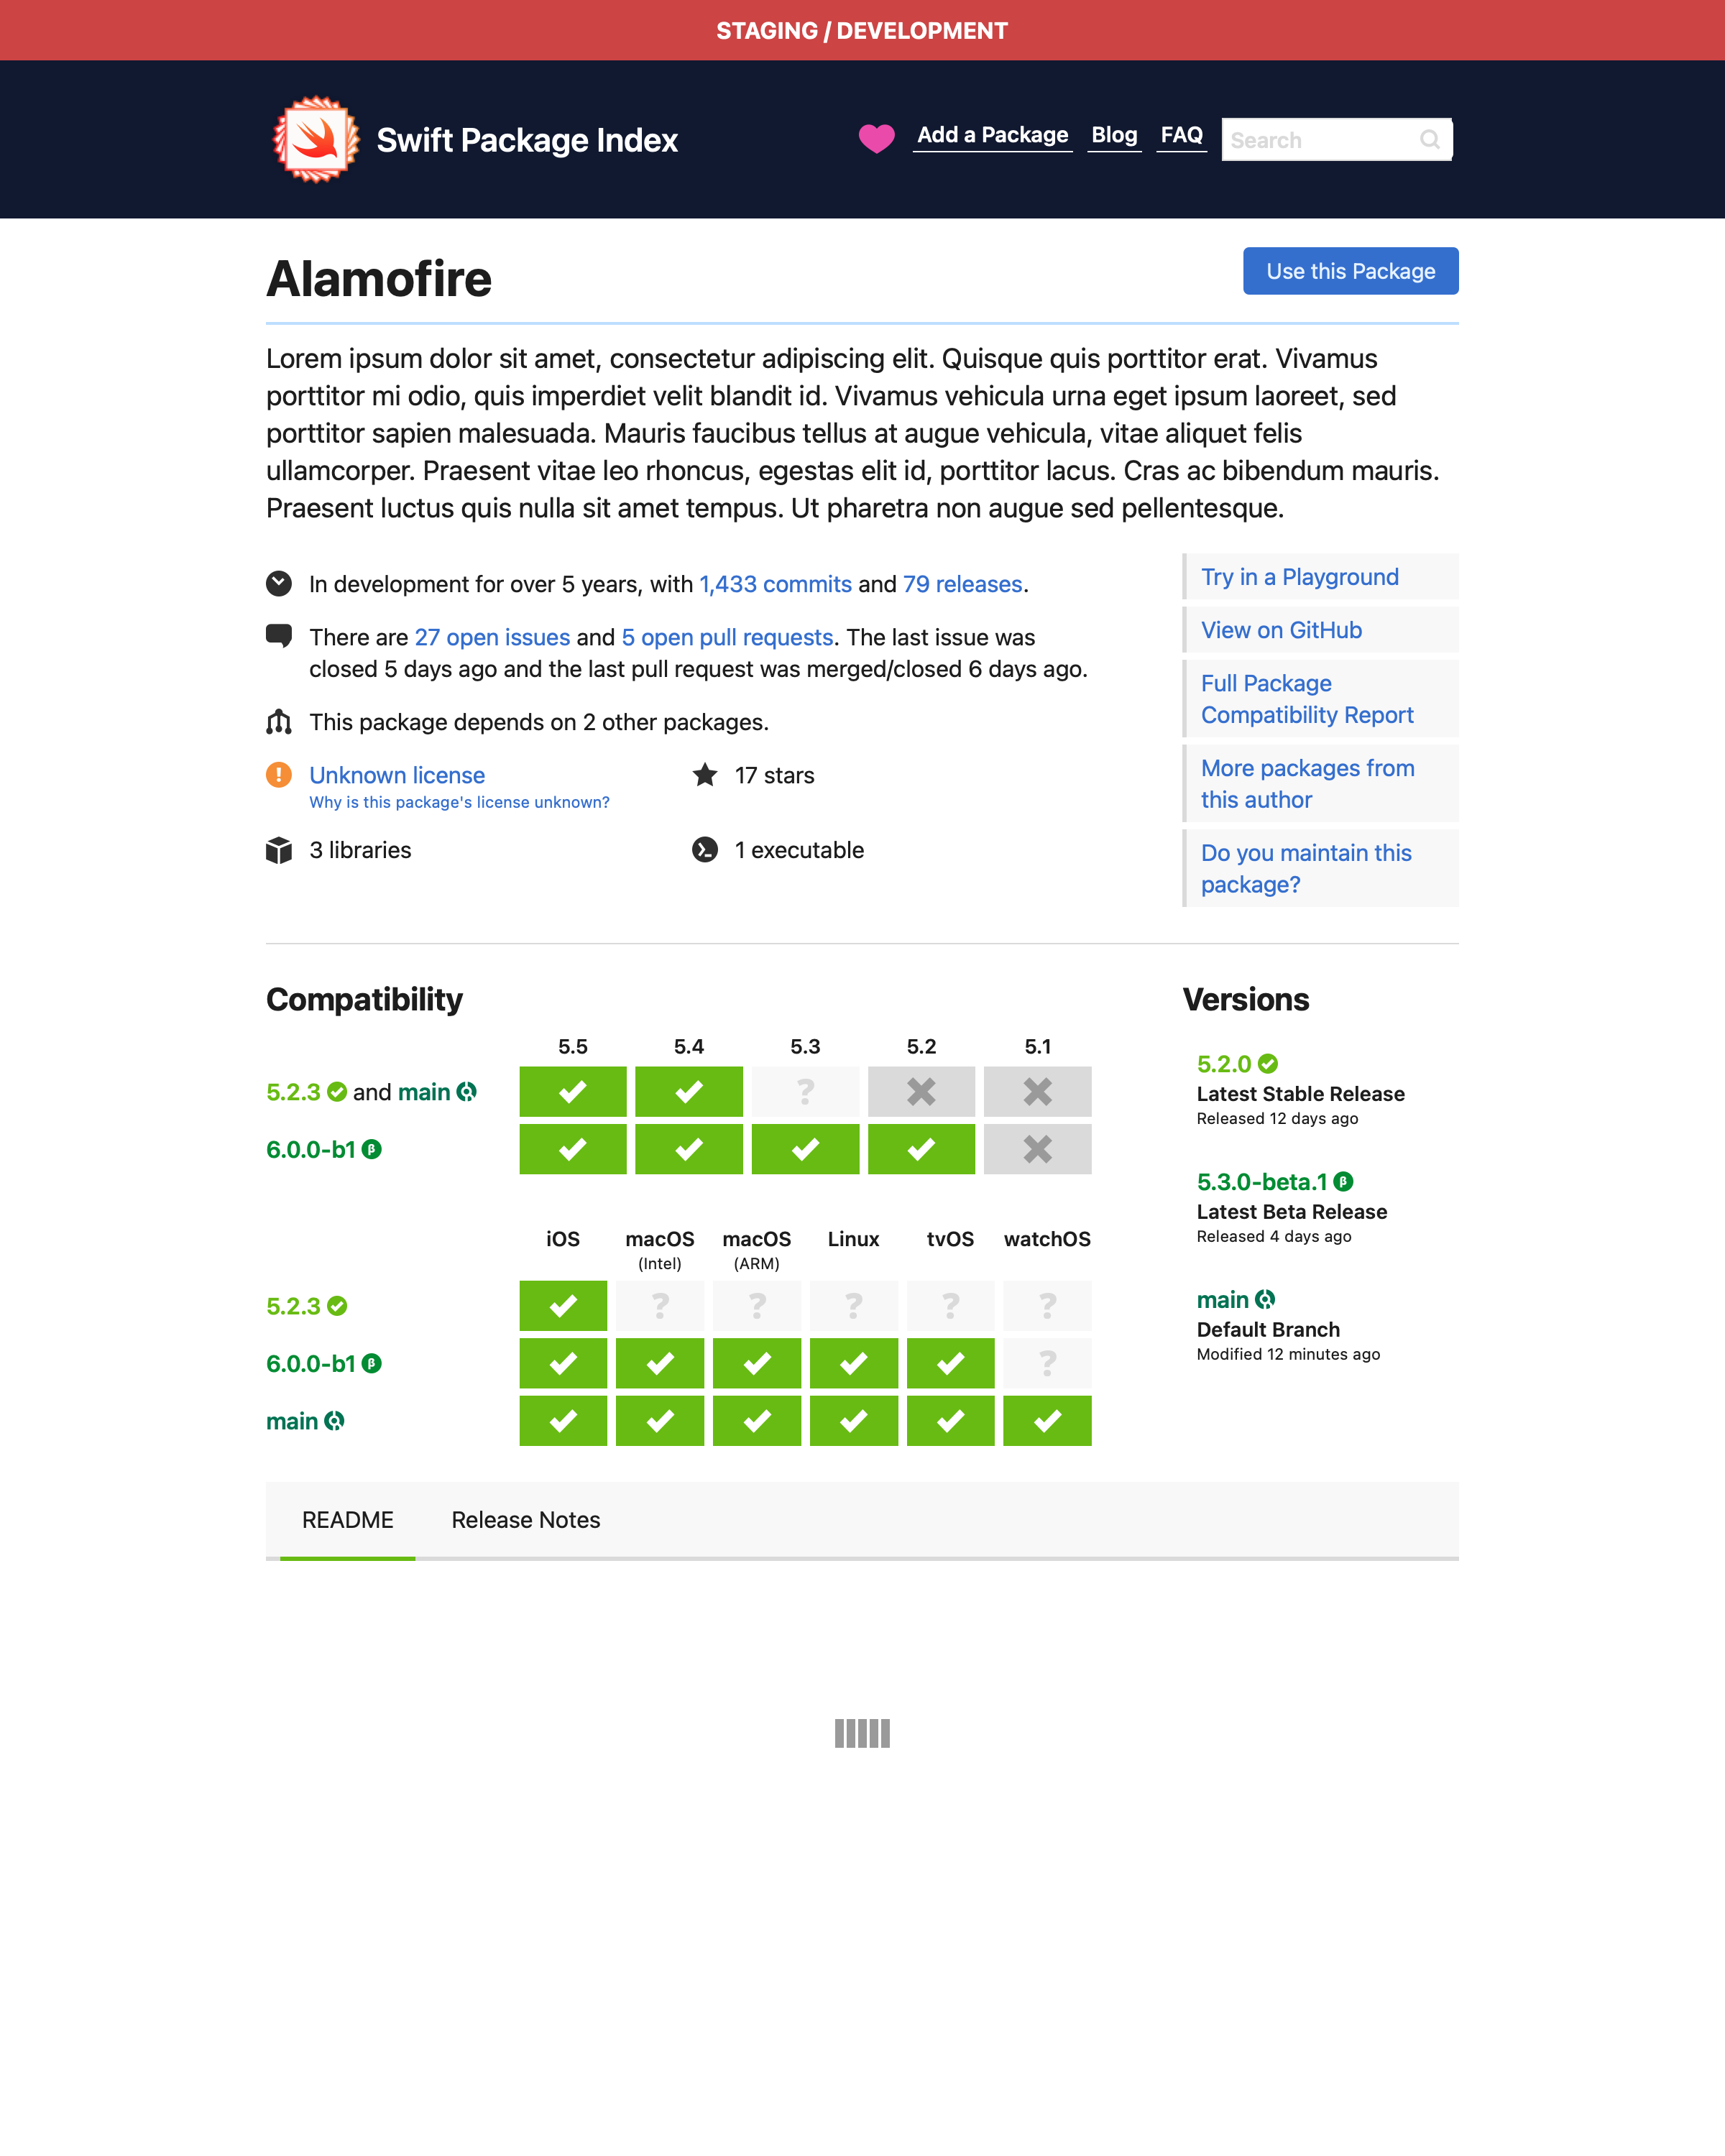 STAGING / DEVELOPMENT
Swift Package Index
Add a Package Blog FAQ Search
Alamofire
Use this Package
Lorem ipsum dolor sit amet, consectetur adipiscing elit. Quisque quis porttitor erat. Vivamus
porttitor mi odio, quis imperdiet velit blandit id. Vivamus vehicula urna eget ipsum laoreet, sed
porttitor sapien malesuada. Mauris faucibus tellus at augue vehicula, vitae aliquet felis
ullamcorper. Praesent vitae leo rhoncus, egestas elit id, porttitor lacus. Cras ac bibendum mauris.
Praesent luctus quis nulla sit amet tempus. Ut pharetra non augue sed pellentesque.
In development for over 5 years, with 1,433 commits and 79 releases.
There are 27 open issues and 5 open pull requests. The last issue was
closed 5 days ago and the last pull request was merged/closed 6 days ago.
This package depends on 2 other packages.
Unknown license
Why is this package's license unknown?
17 stars
3 libraries
1 executable
Try in a Playground
View on GitHub
Full Package
Compatibility Report
More packages from
this author
Do you maintain this
package?
Compatibility
5.5 5.4 5.3 5.2 5.1
5.2.3 and main ?
6.0.0-b1 β
iOS macOS macOS Linux tvOS watchOS
(Intel) (ARM)
5.2.3 ? ? ? ? ?
6.0.0-b1 β ?
main
Versions
5.2.0
Latest Stable Release
Released 12 days ago
5.3.0-beta.1 β
Latest Beta Release
Released 4 days ago
main
Default Branch
Modified 12 minutes ago
README Release Notes